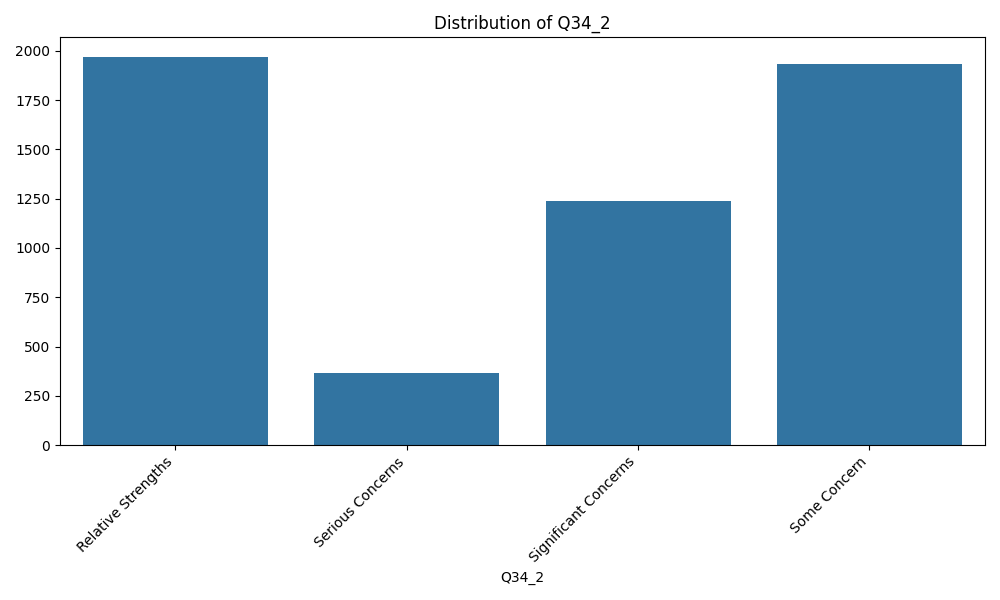 Distribution of Q34_2
2000
1750
1500
1250
1000
750
500
250
0
Relative Strengths
Serious Concerns
Significant Concerns
Some Concern
Q34_2